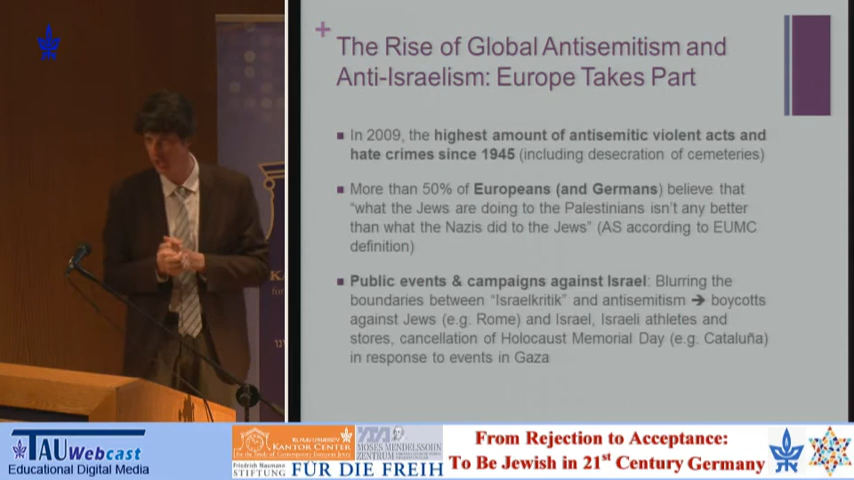 +
The Rise of Global Antisemitism and
Anti-Israelism: Europe Takes Part
In 2009, the highest amount of antisemitic violent acts and
hate crimes since 1945 (including desecration of cemeteries)
More than 50% of Europeans (and Germans) believe that
“what the Jews are doing to the Palestinians isn’t any better
than what the Nazis did to the Jews” (AS according to EUMC
definition)
Public events & campaigns against Israel: Blurring the
boundaries between “Israelkritik” and antisemitism ➔ boycotts
against Jews (e.g. Rome) and Israel, Israeli athletes and
stores, cancellation of Holocaust Memorial Day (e.g. Cataluña)
in response to events in Gaza
TAU Webcast
Educational Digital Media
KANTOR CENTER
Friedrich Naumann
STIFTUNG FÜR DIE FREIH
MOSES MENDELSSOHN
ZENTRUM
From Rejection to Acceptance:
To Be Jewish in 21st Century Germany